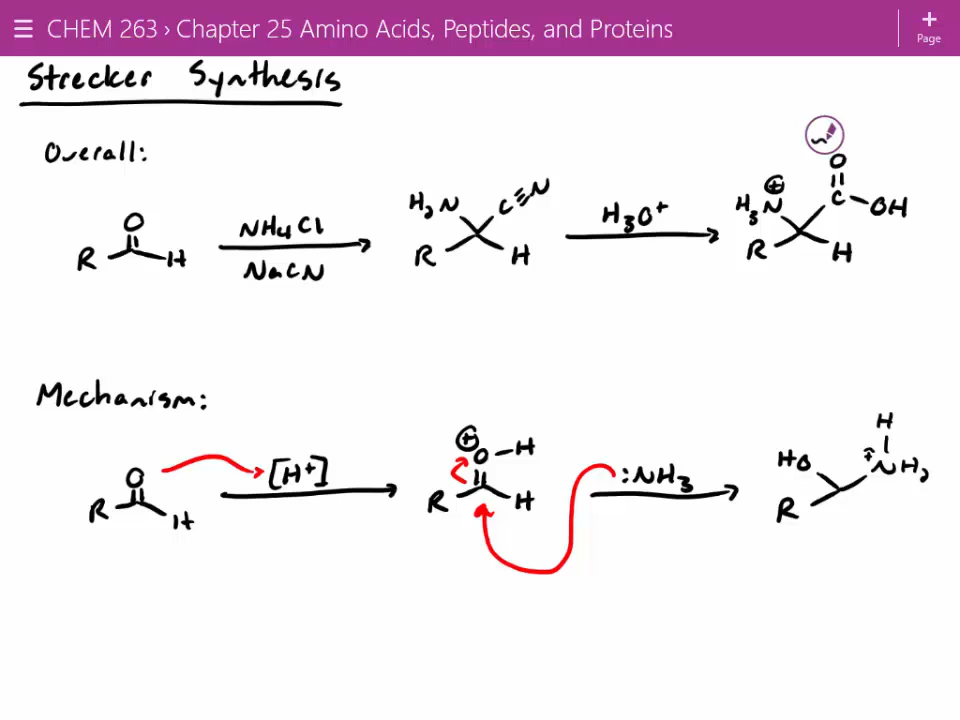 ☰ CHEM 263 › Chapter 25 Amino Acids, Peptides, and Proteins
+ Page
Strecker Synthesis
Overall:
O R H
NH4Cl
NaCN
H2N C≡N R H
H3O+
H3N ⊕ O C OH R H
Mechanism:
O R H
[H+]
⊕ O-H R H
:NH3
HO H + NH2 R